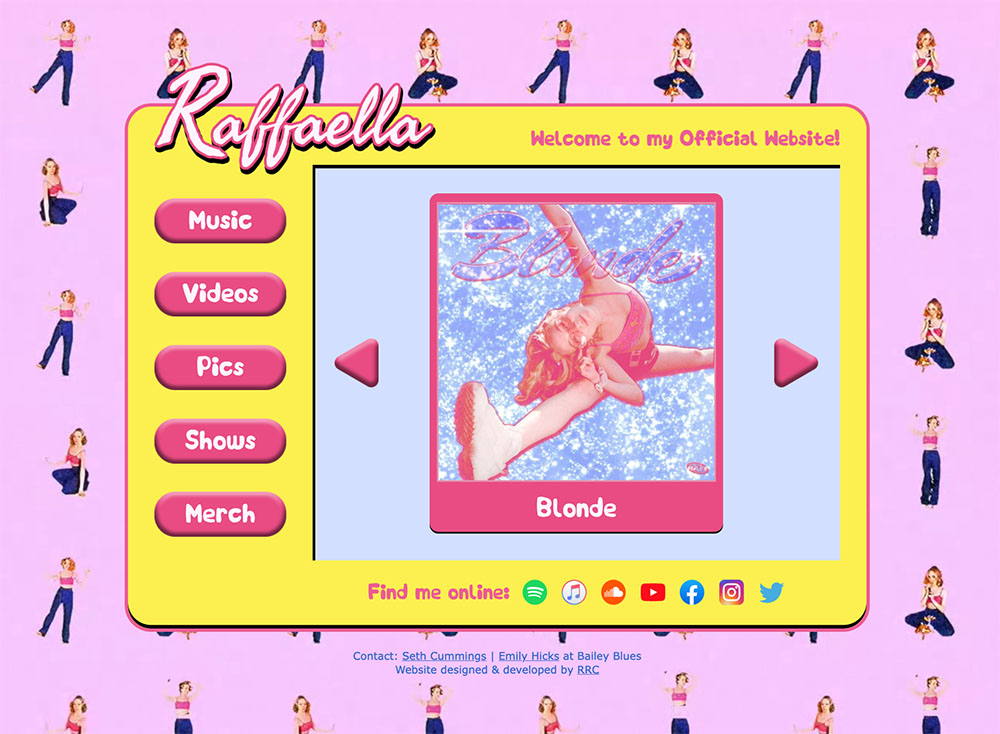 Raffaella
Welcome to my Official Website!
Music
Videos
Pics
Shows
Merch
Blonde
Blonde
Find me online:
Contact: Seth Cummings | Emily Hicks at Bailey Blues
Website designed & developed by RRC